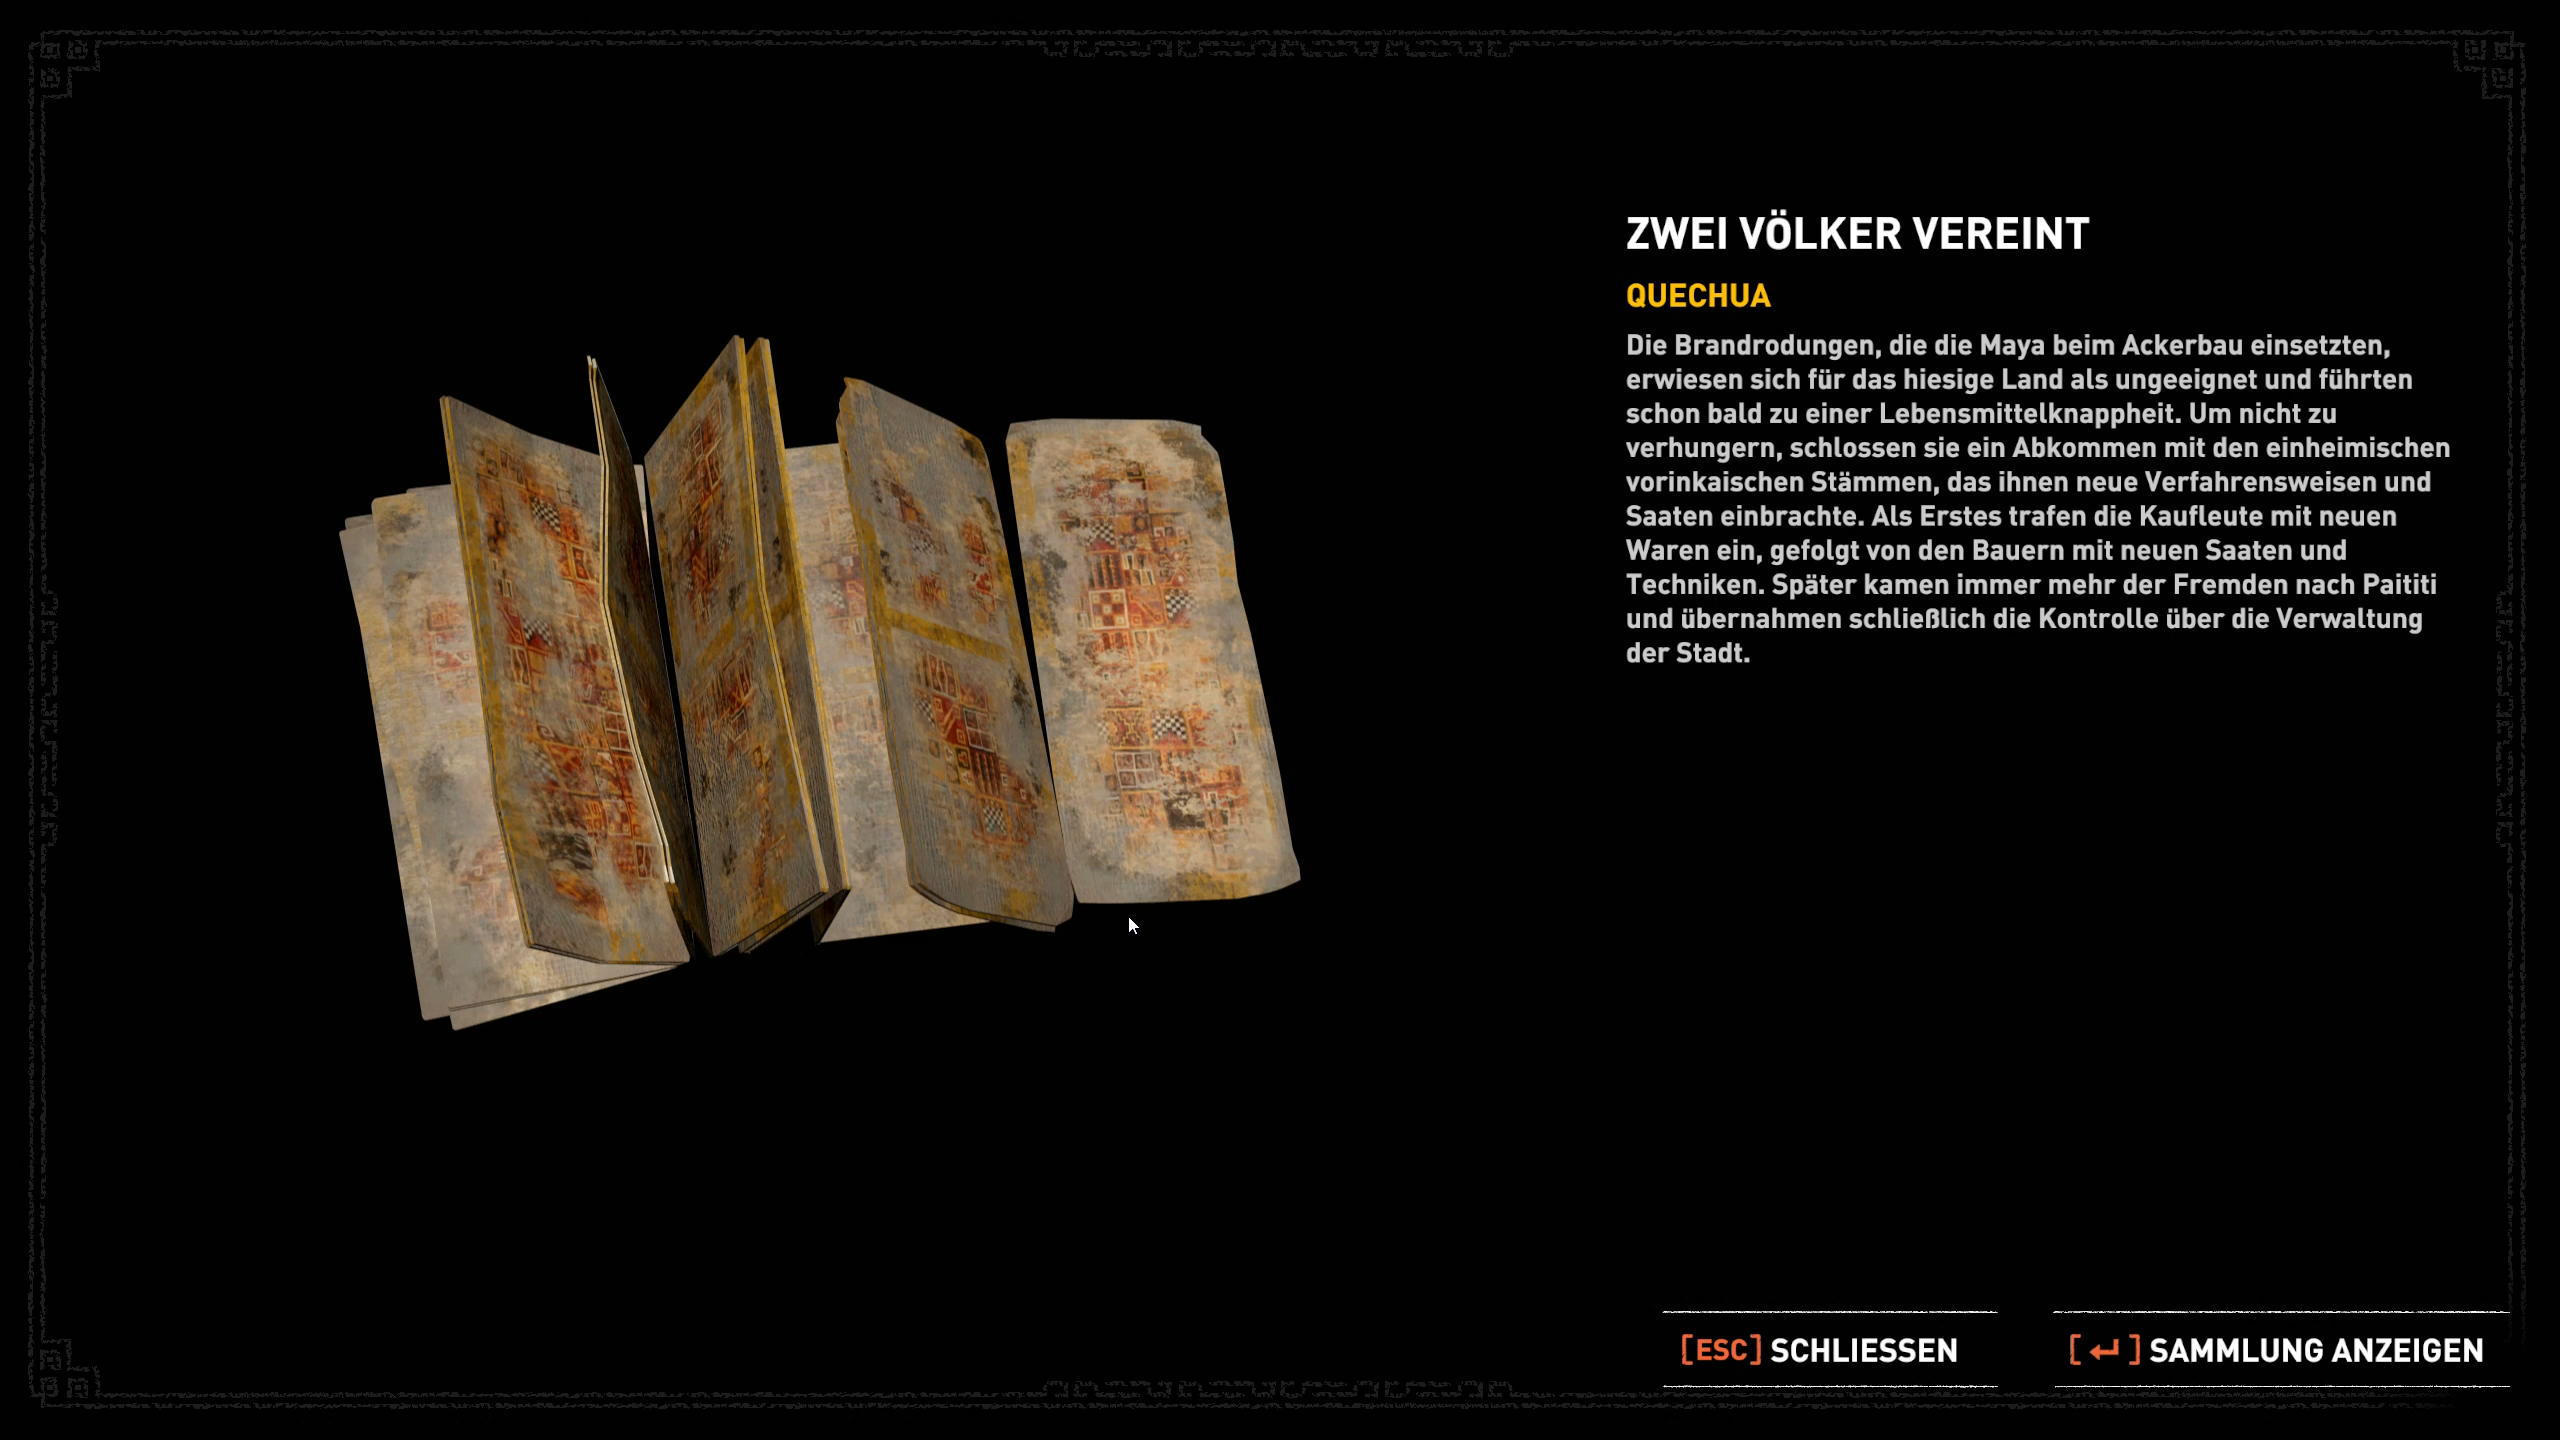 ZWEI VÖLKER VEREINT
QUECHUA
Die Brandrodungen, die die Maya beim Ackerbau einsetzten,
erwiesen sich für das hiesige Land als ungeeignet und führten
schon bald zu einer Lebensmittelknappheit. Um nicht zu
verhungern, schlossen sie ein Abkommen mit den einheimischen
vorinkaischen Stämmen, das ihnen neue Verfahrensweisen und
Saaten einbrachte. Als Erstes trafen die Kaufleute mit neuen
Waren ein, gefolgt von den Bauern mit neuen Saaten und
Techniken. Später kamen immer mehr der Fremden nach Paititi
und übernahmen schließlich die Kontrolle über die Verwaltung
der Stadt.
[ESC] SCHLIESSEN
[↵] SAMMLUNG ANZEIGEN